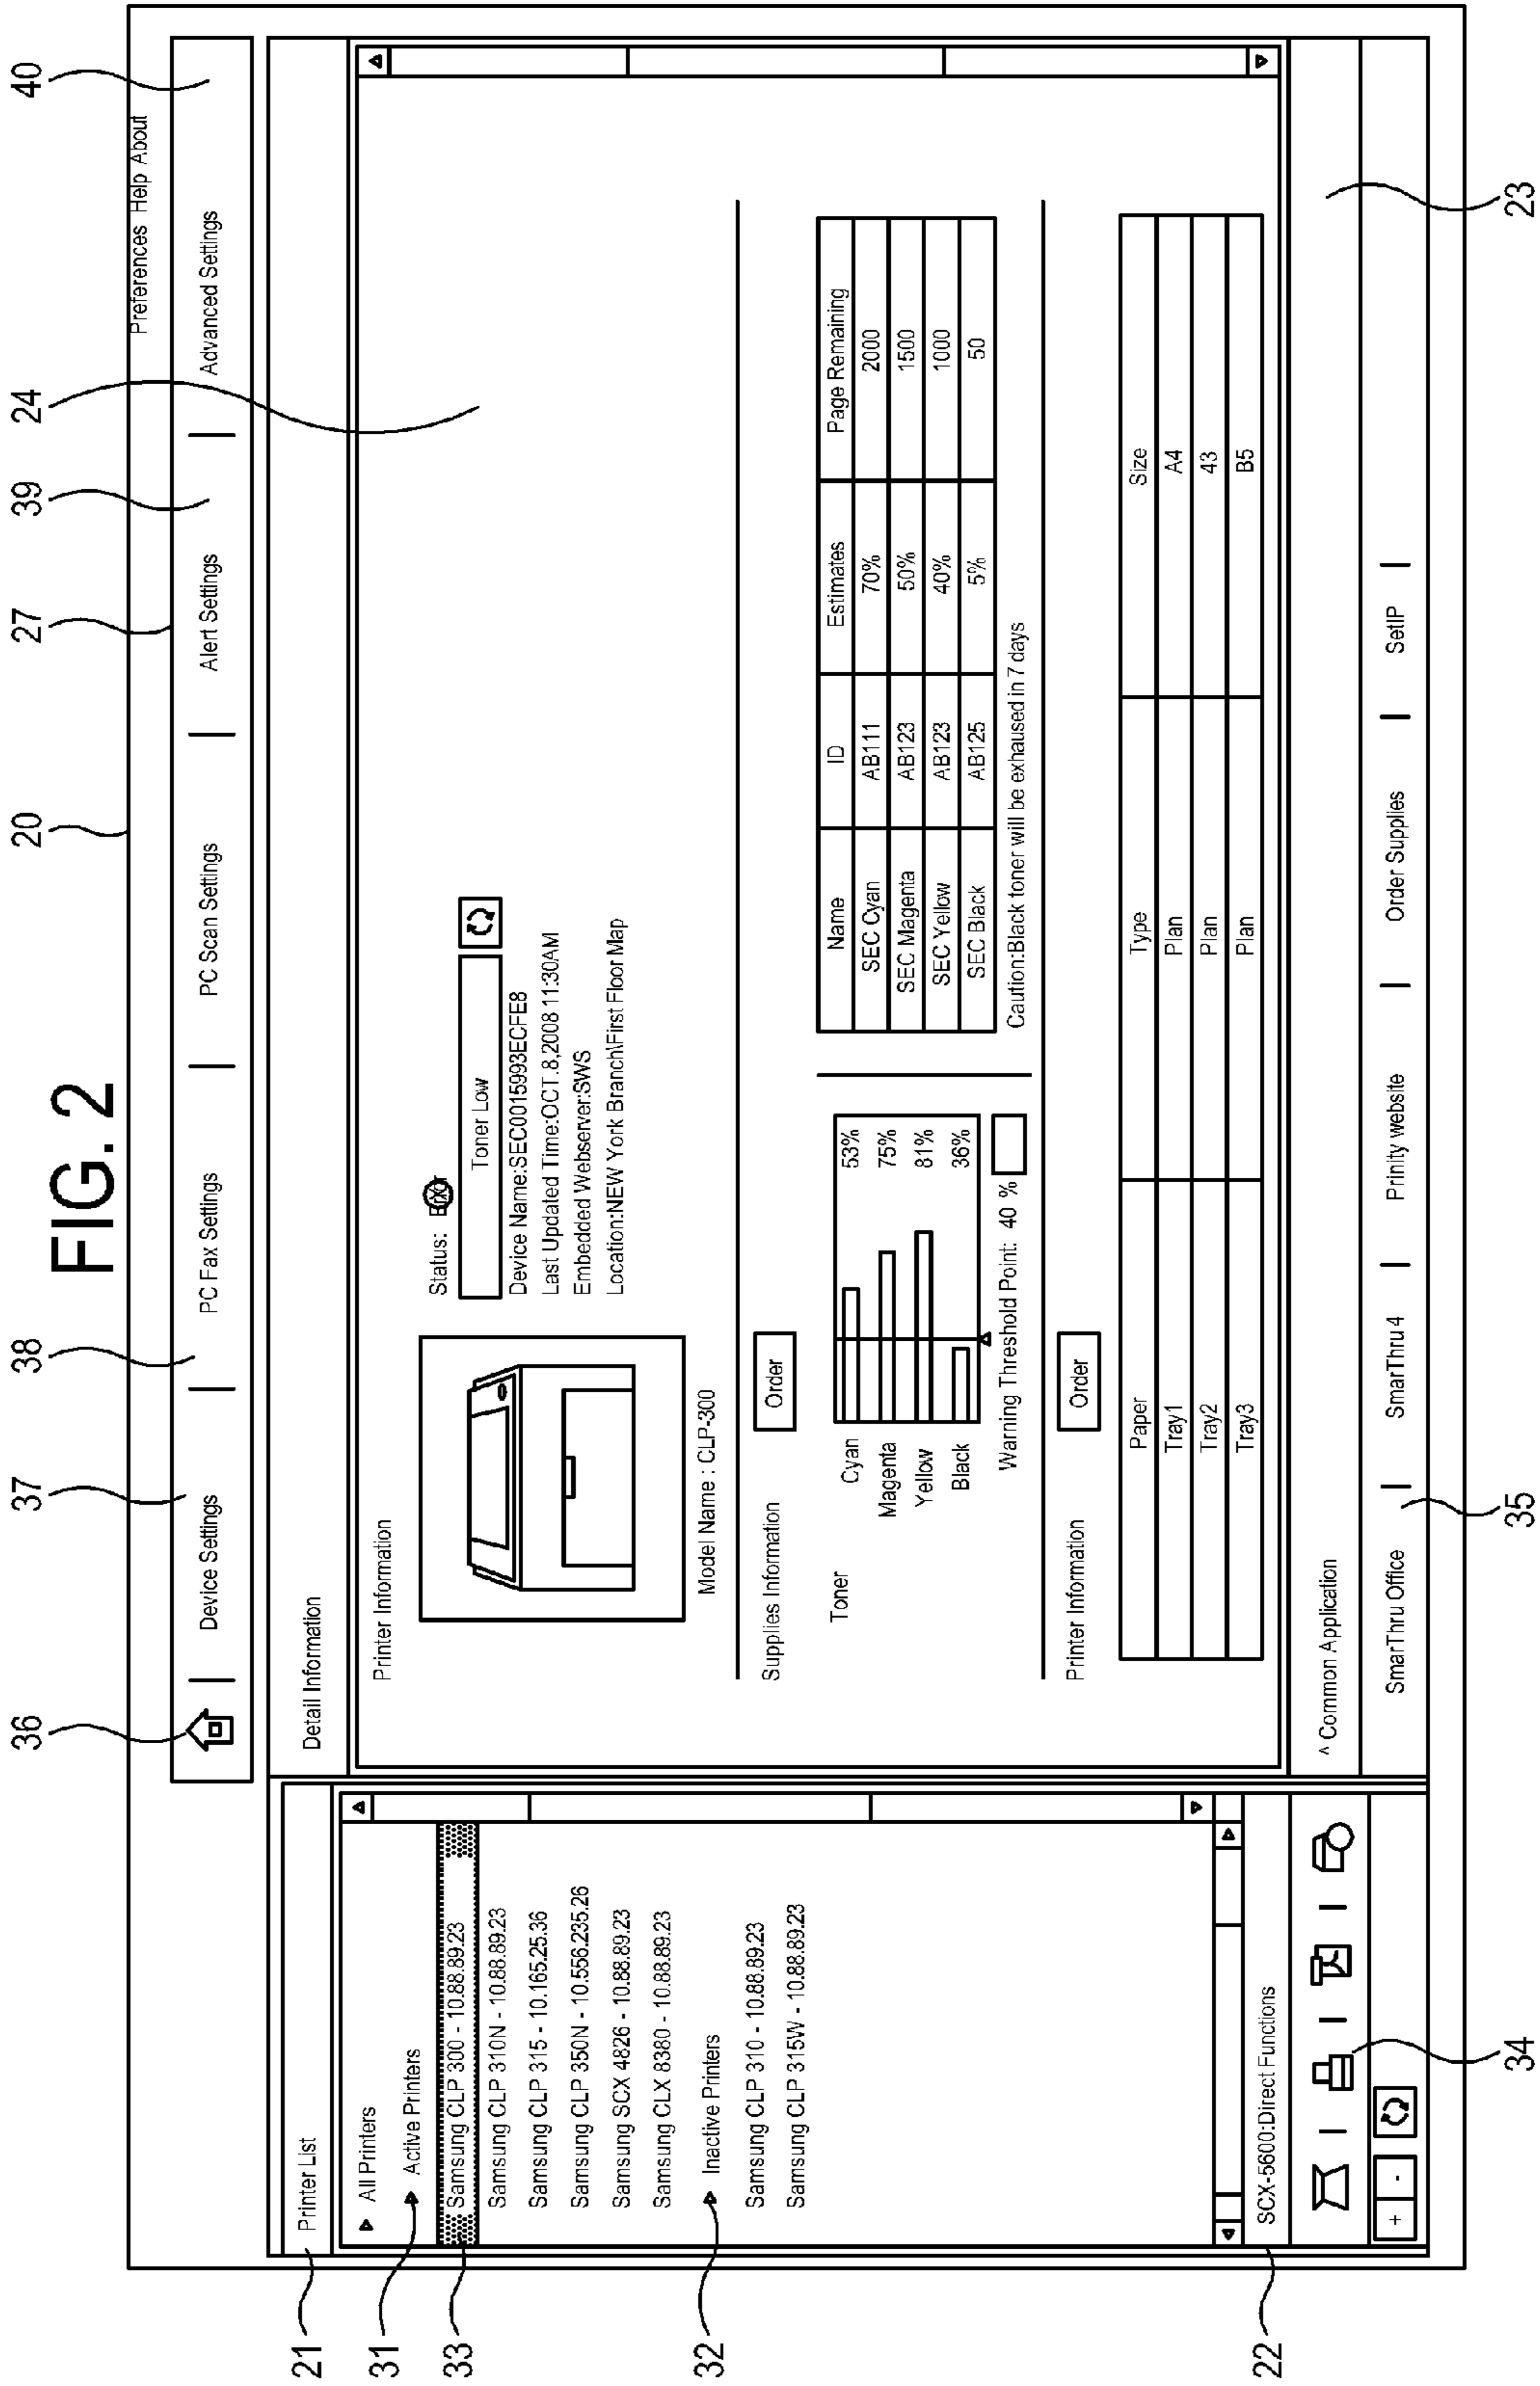 FIG. 2
36
37
38
20
27
39
24
40
Preferences Help About
Device Settings
PC Fax Settings
PC Scan Settings
Alert Settings
Advanced Settings
21
Printer List
All Printers
31
Active Printers
33
Samsung CLP 300 - 10.88.89.23
Samsung CLP 310N - 10.88.89.23
Samsung CLP 315 - 10.165.25.36
Samsung CLP 350N - 10.556.235.26
Samsung SCX 4826 - 10.88.89.23
Samsung CLX 8380 - 10.88.89.23
32
Inactive Printers
Samsung CLP 310 - 10.88.89.23
Samsung CLP 315W - 10.88.89.23
22
SCX-5600:Direct Functions
34
+ -
Detail Information
Printer Information
Model Name : CLP-300
Status: Error
Toner Low
Device Name:SEC0015993ECFE8
Last Updated Time:OCT.8,2008 11:30AM
Embedded Webserver:SWS
Location:NEW York Branch\First Floor Map
Supplies Information
Order
Toner
Cyan 53%
Magenta 75%
Yellow 81%
Black 36%
Warning Threshold Point: 40 %
Name ID Estimates Page Remaining
SEC Cyan AB111 70% 2000
SEC Magenta AB123 50% 1500
SEC Yellow AB123 40% 1000
SEC Black AB125 5% 50
Caution:Black toner will be exhaused in 7 days
Printer Information
Order
Paper Type Size
Tray1 Plan A4
Tray2 Plan 43
Tray3 Plan B5
^ Common Application
23
SmarThru Office
SmarThru 4
Prinity website
Order Supplies
SetIP
35